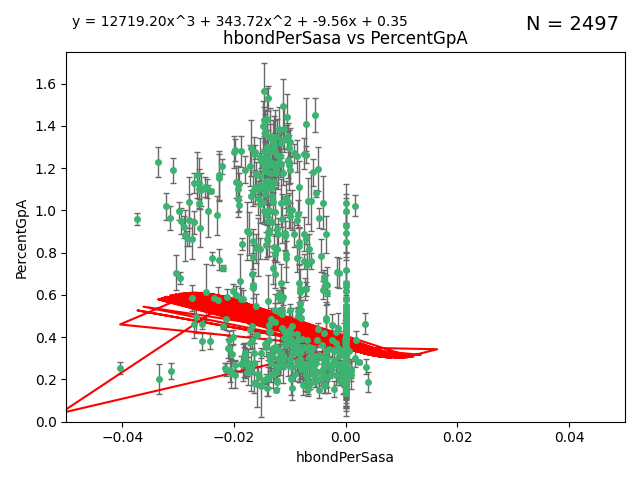 y = 12719.20x^3 + 343.72x^2 + -9.56x + 0.35
N = 2497
hbondPerSasa vs PercentGpA
PercentGpA
1.6
1.4
1.2
1.0
0.8
0.6
0.4
0.2
0.0
−0.04 −0.02 0.00 0.02 0.04
hbondPerSasa